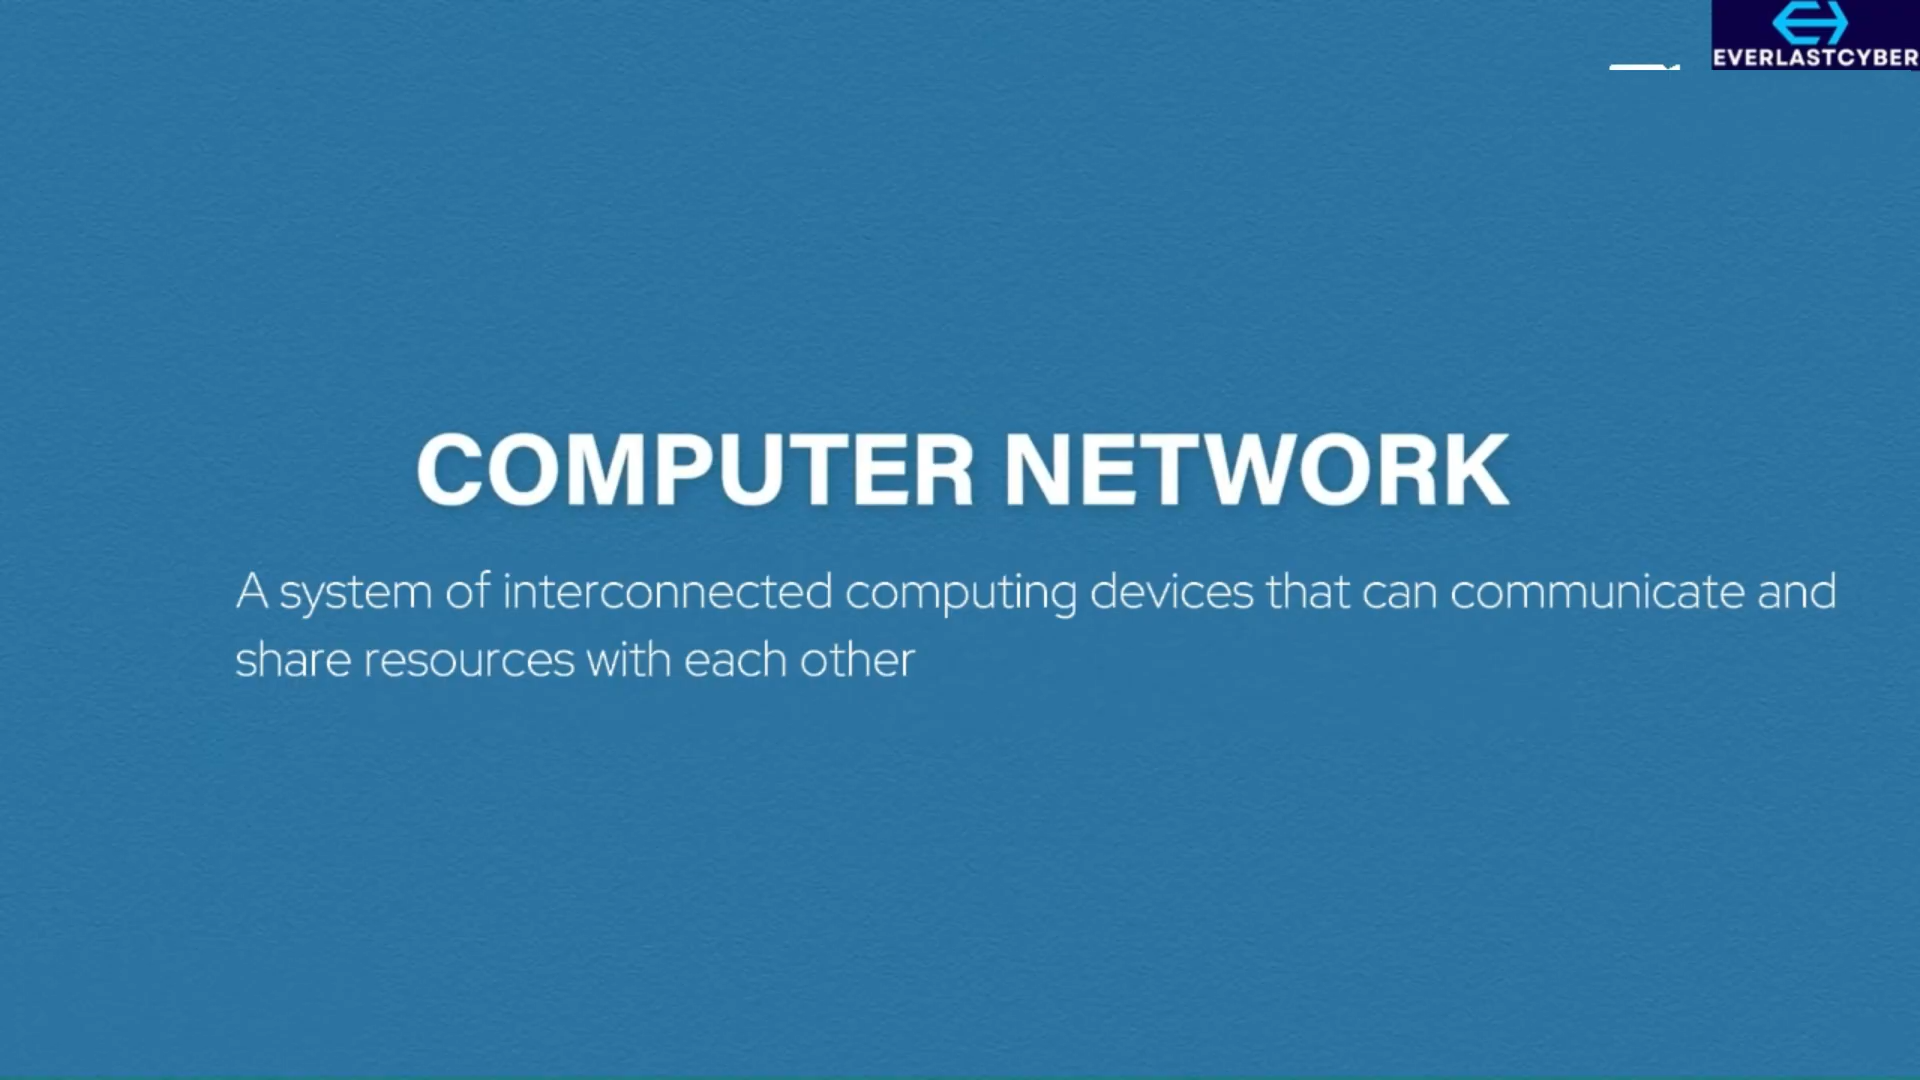 EVERLASTCYBER
COMPUTER NETWORK
A system of interconnected computing devices that can communicate and
share resources with each other